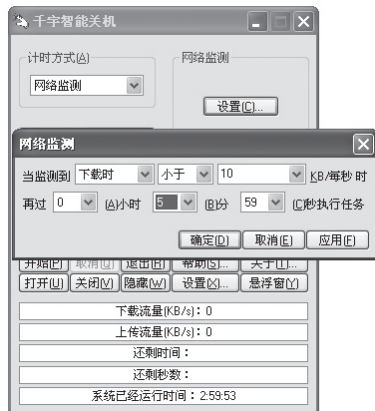 千宇智能关机
计时方式(A) 网络监测
网络监测
设置(C)...
网络监测
当监测到 下载时 小于 10 KB/每秒 时
再过 0 (A)小时 5 (B)分 59 (C)秒执行任务
确定(D) 取消(E) 应用(F)
开始(P) 取消(Q) 退出(R) 帮助(S)... 关于(T)...
打开(U) 关闭(V) 隐藏(W) 设置(X)... 悬浮窗(Y)
下载流量(KB/s)：0
上传流量(KB/s)：0
还剩时间：
还剩秒数：
系统已经运行时间：2:59:53